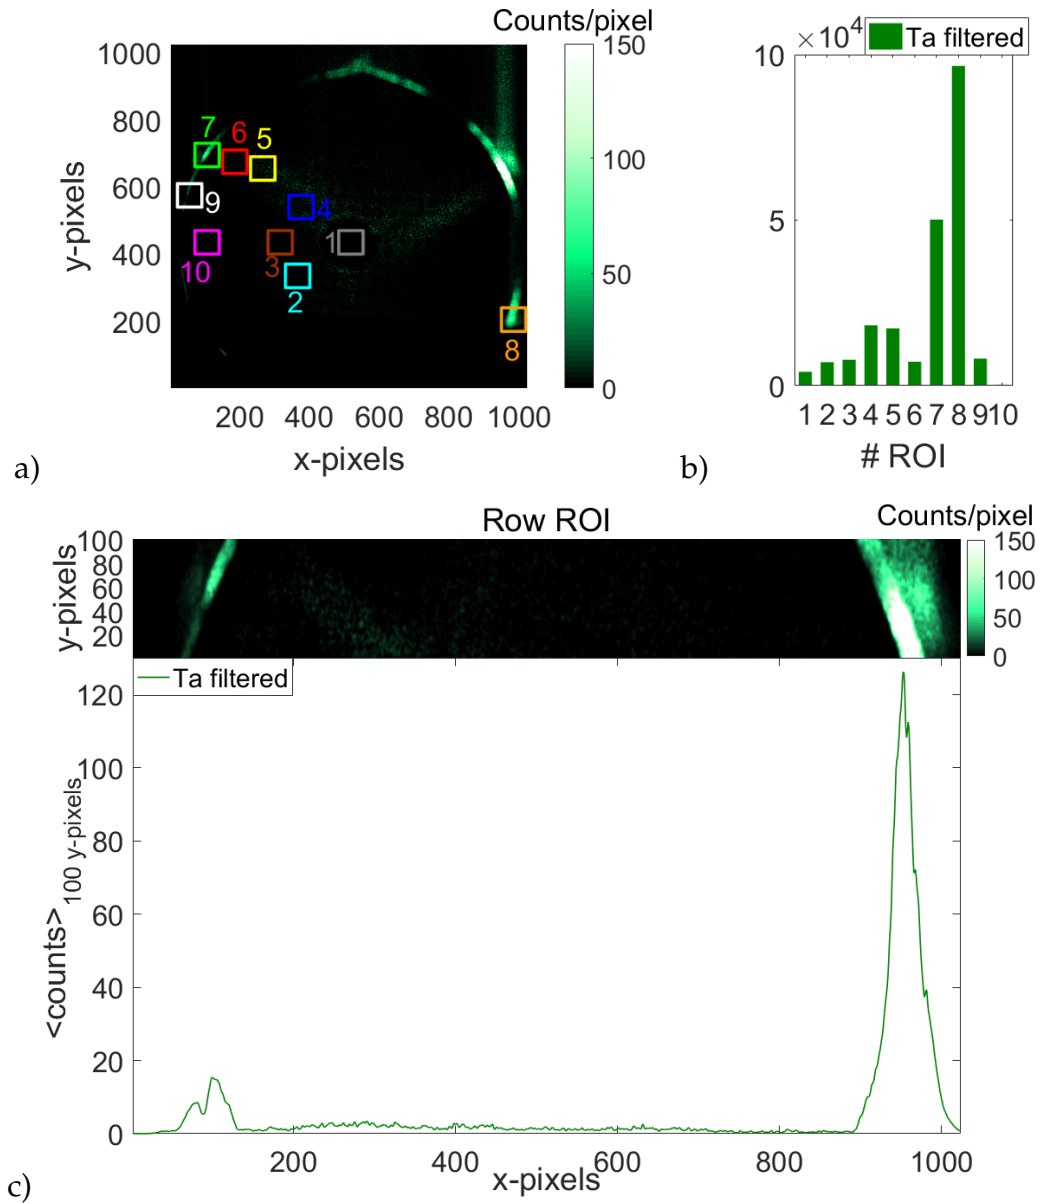 Counts/pixel
1000
800
600
400
200
y-pixels
200 400 600 800 1000
x-pixels
150
100
50
0
7
6
5
9
4
10
3
1
2
8
a)
×10⁴
Ta filtered
10
5
0
1 2 3 4 5 6 7 8 9 10
# ROI
b)
Row ROI
Counts/pixel
100
80
60
40
20
y-pixels
150
100
50
0
Ta filtered
120
100
80
60
40
20
0
<counts>100 y-pixels
200 400 600 800 1000
x-pixels
c)